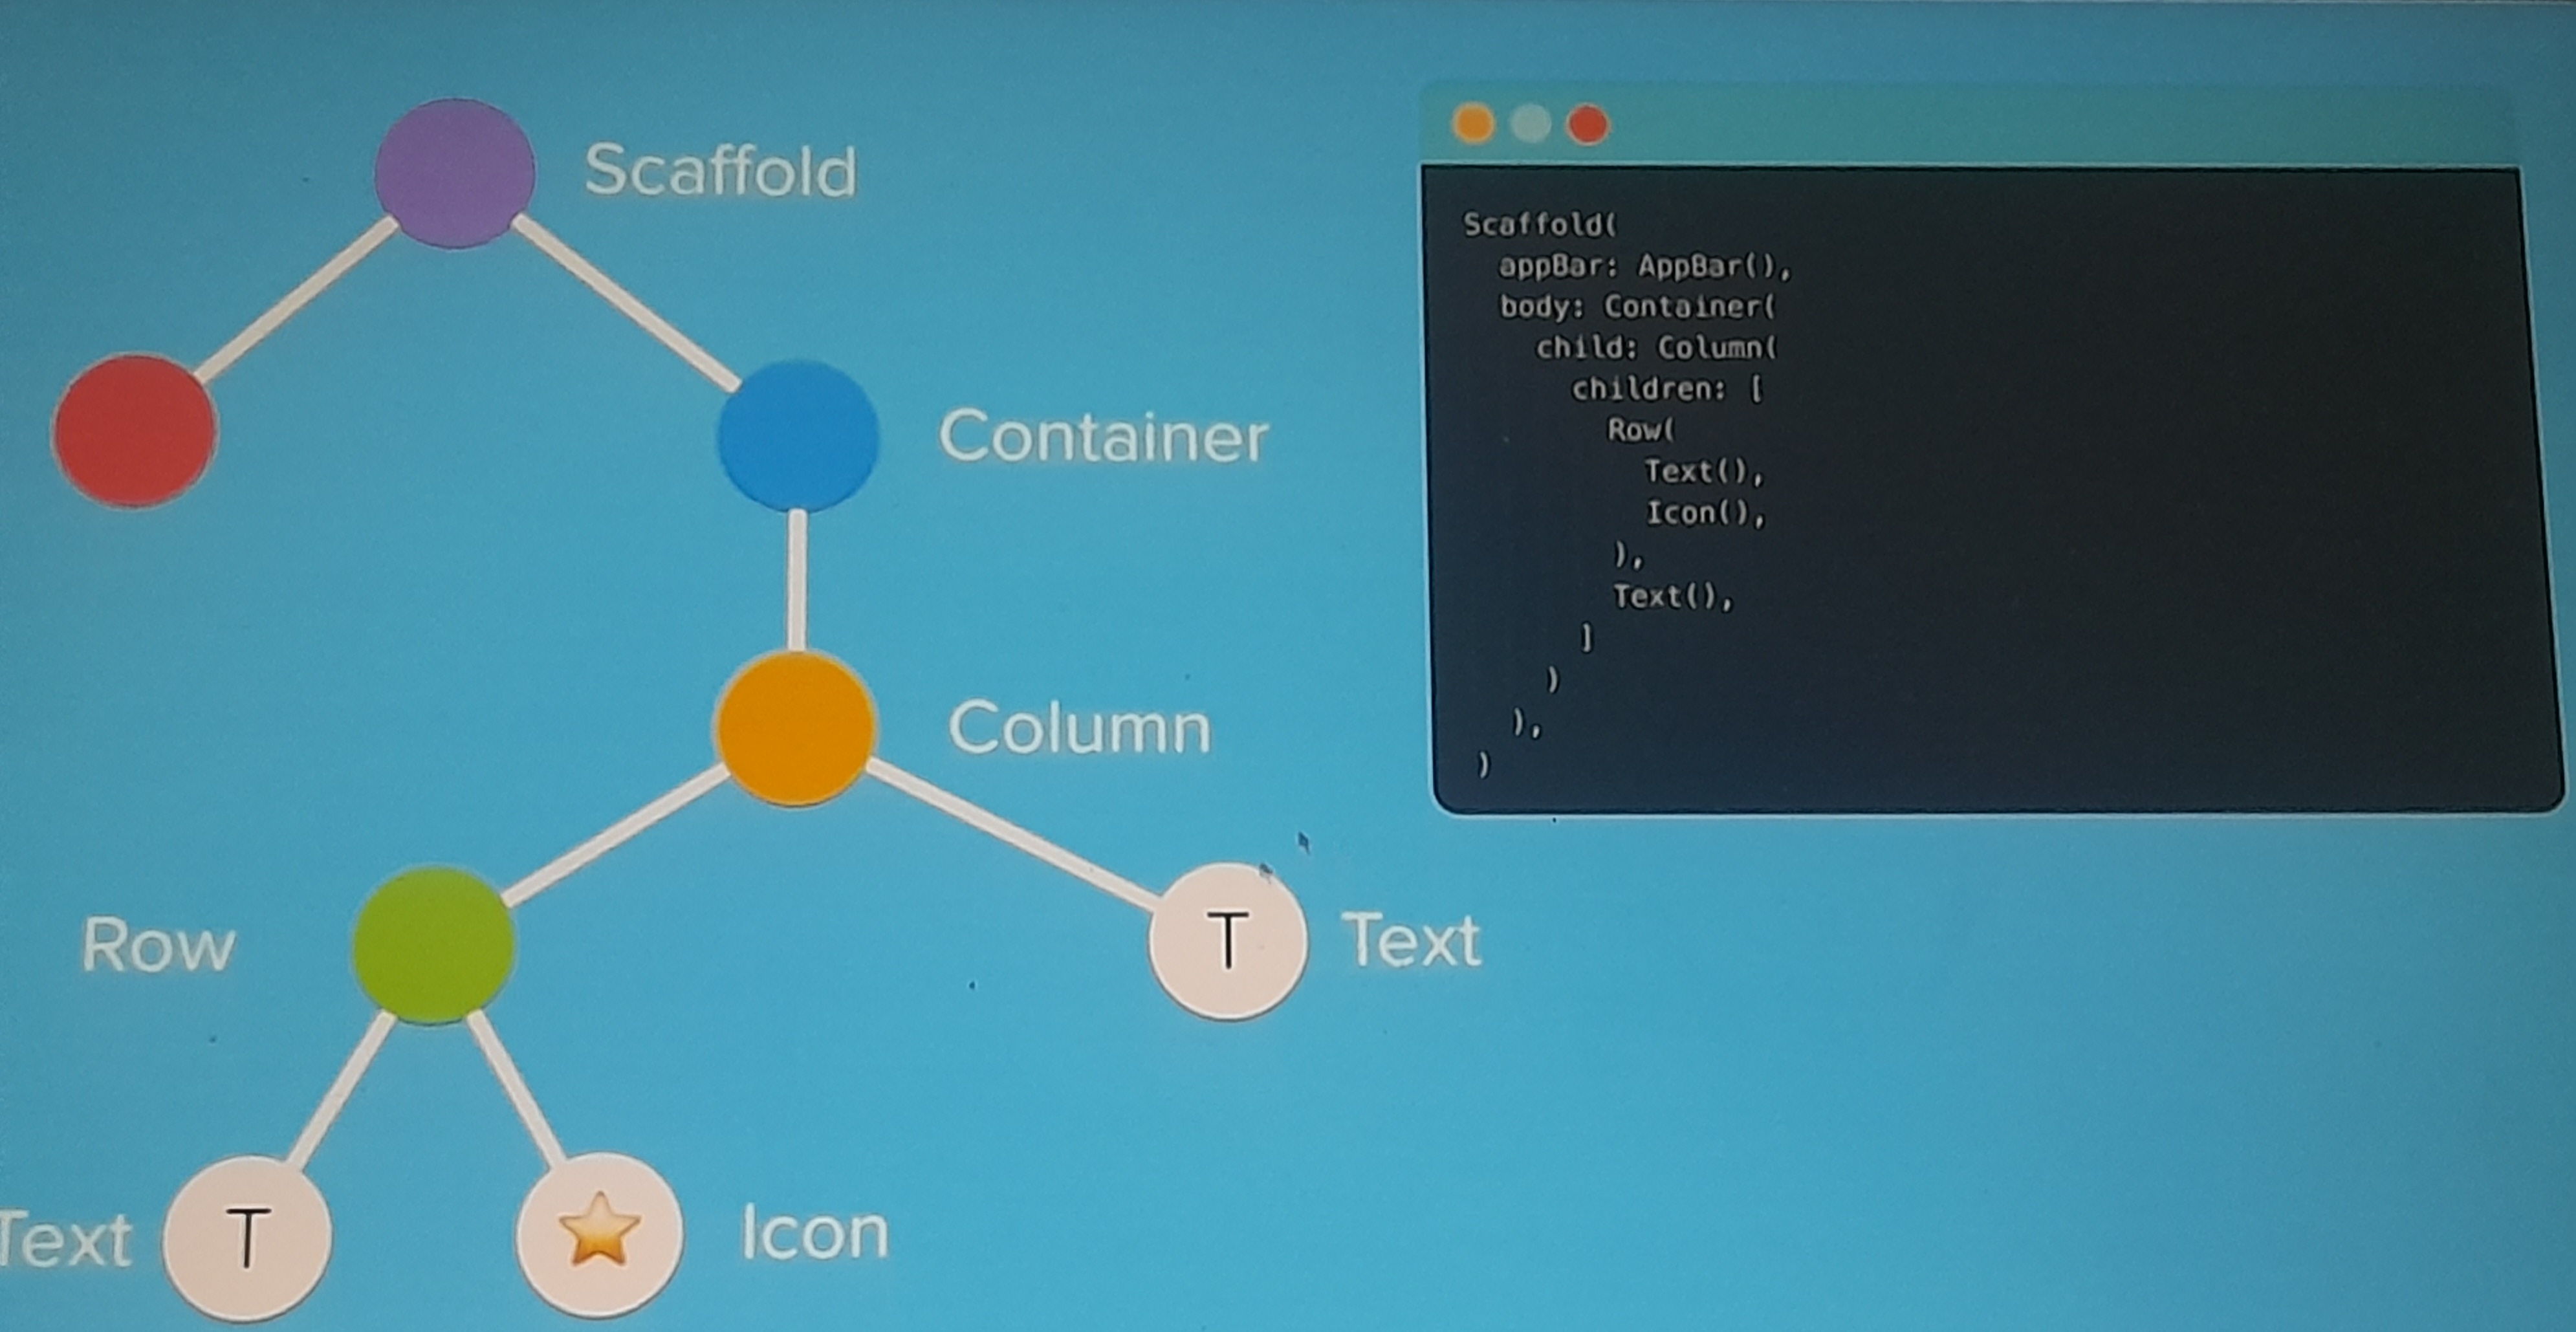 Scaffold
Container
Column
Row
T
Text
Text
T
Icon
Scaffold(
  appBar: AppBar(),
  body: Container(
    child: Column(
      children: [
        Row(
          Text(),
          Icon(),
        ),
        Text(),
      ]
    )
  ),
)